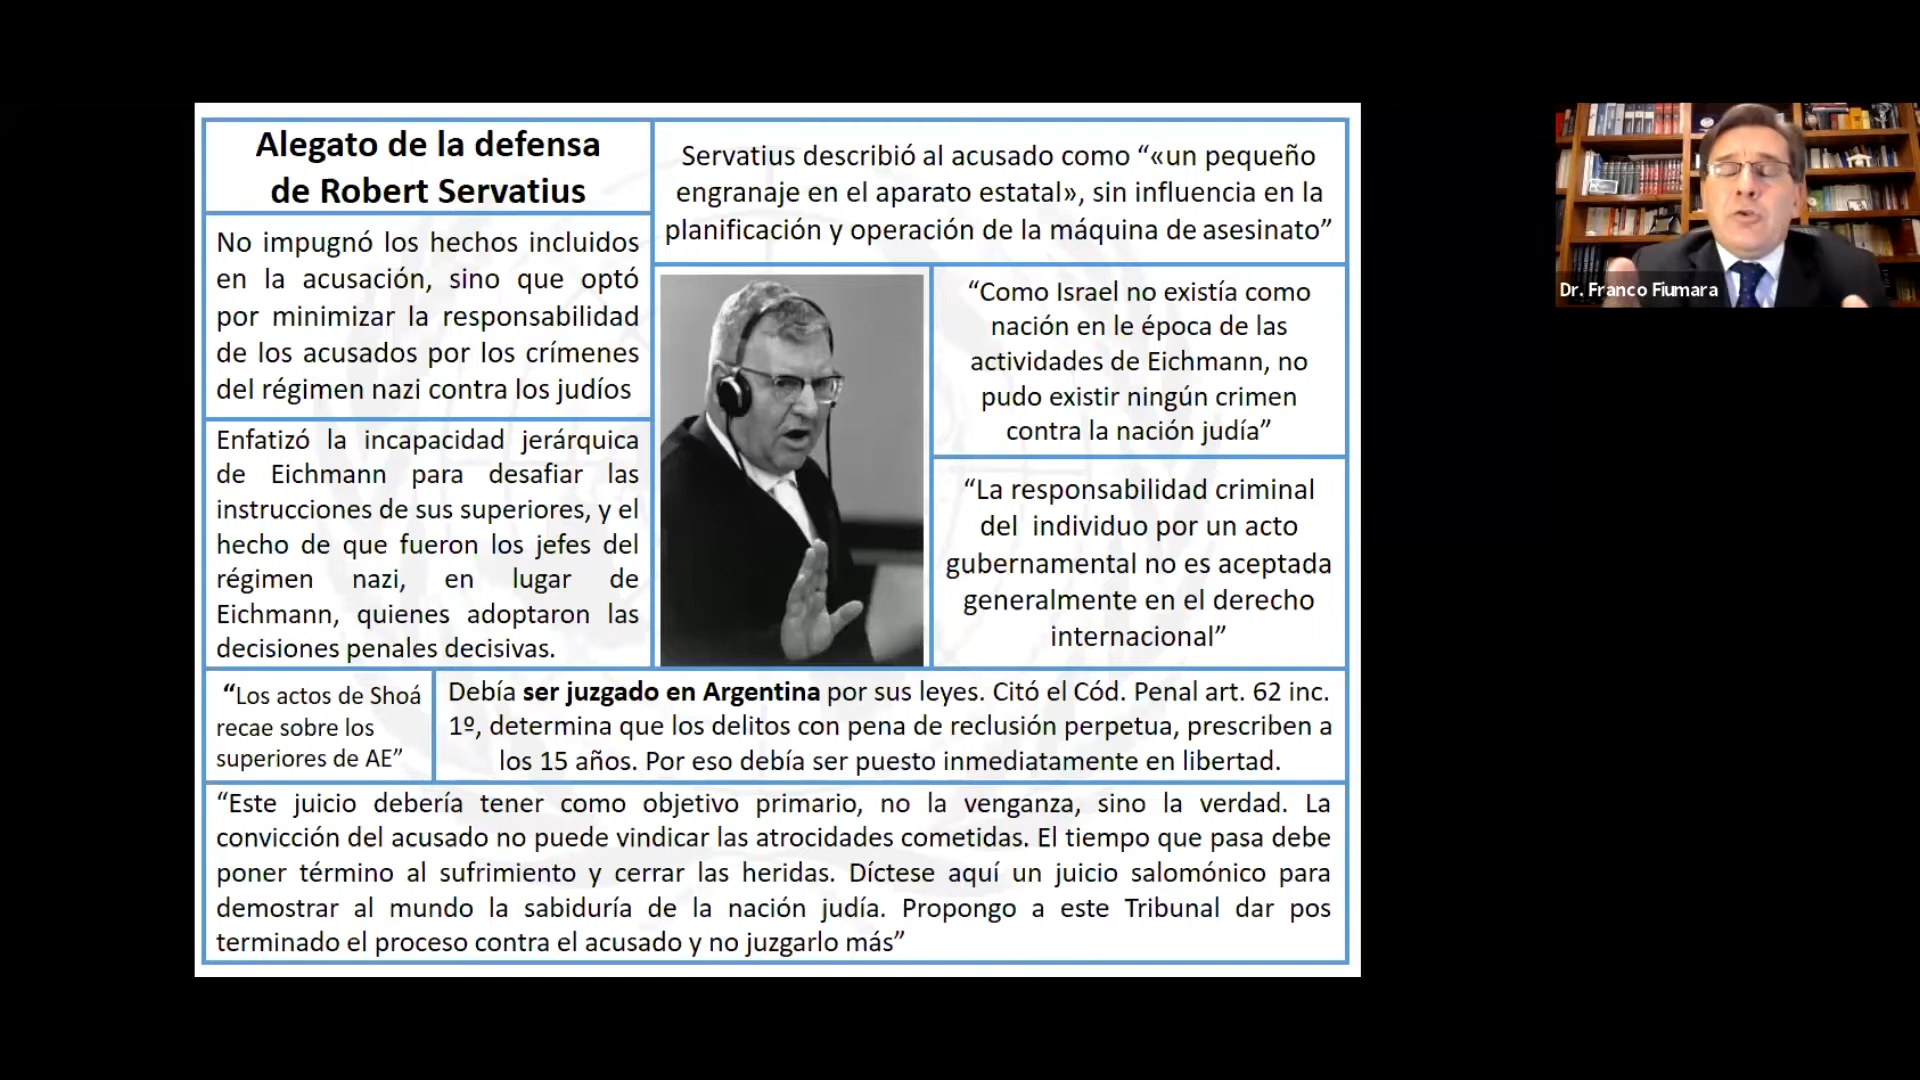 Alegato de la defensa
de Robert Servatius
No impugnó los hechos incluidos
en la acusación, sino que optó
por minimizar la responsabilidad
de los acusados por los crímenes
del régimen nazi contra los judíos
Enfatizó la incapacidad jerárquica
de Eichmann para desafiar las
instrucciones de sus superiores, y el
hecho de que fueron los jefes del
régimen nazi, en lugar de
Eichmann, quienes adoptaron las
decisiones penales decisivas.
Servatius describió al acusado como “«un pequeño
engranaje en el aparato estatal», sin influencia en la
planificación y operación de la máquina de asesinato”
“Como Israel no existía como
nación en le época de las
actividades de Eichmann, no
pudo existir ningún crimen
contra la nación judía”
“La responsabilidad criminal
del individuo por un acto
gubernamental no es aceptada
generalmente en el derecho
internacional”
“Los actos de Shoá
recae sobre los
superiores de AE”
Debía ser juzgado en Argentina por sus leyes. Citó el Cód. Penal art. 62 inc.
1º, determina que los delitos con pena de reclusión perpetua, prescriben a
los 15 años. Por eso debía ser puesto inmediatamente en libertad.
“Este juicio debería tener como objetivo primario, no la venganza, sino la verdad. La
convicción del acusado no puede vindicar las atrocidades cometidas. El tiempo que pasa debe
poner término al sufrimiento y cerrar las heridas. Díctese aquí un juicio salomónico para
demostrar al mundo la sabiduría de la nación judía. Propongo a este Tribunal dar pos
terminado el proceso contra el acusado y no juzgarlo más”
Dr. Franco Fiumara